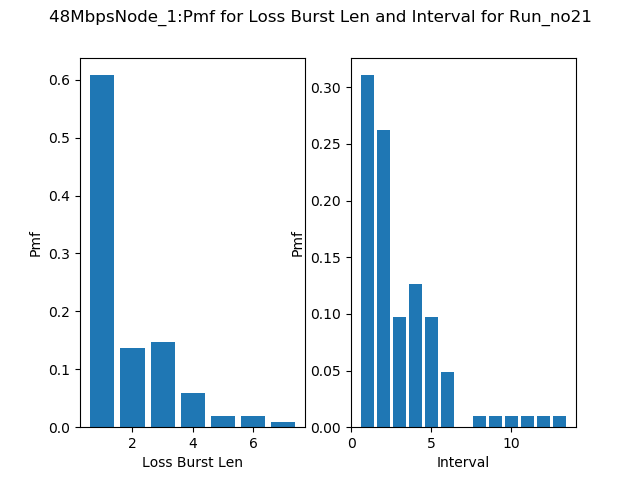 48MbpsNode_1:Pmf for Loss Burst Len and Interval for Run_no21
0.6
0.5
0.4
0.3
0.2
0.1
0.0
Pmf
2 4 6
Loss Burst Len
0.30
0.25
0.20
0.15
0.10
0.05
0.00
Pmf
0 5 10
Interval